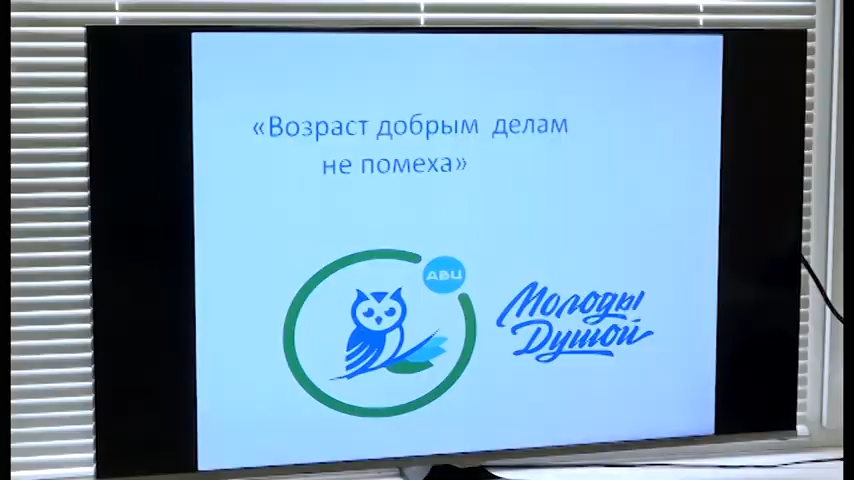 «Возраст добрым делам
не помеха»
АВЦ
Молоды
Душой